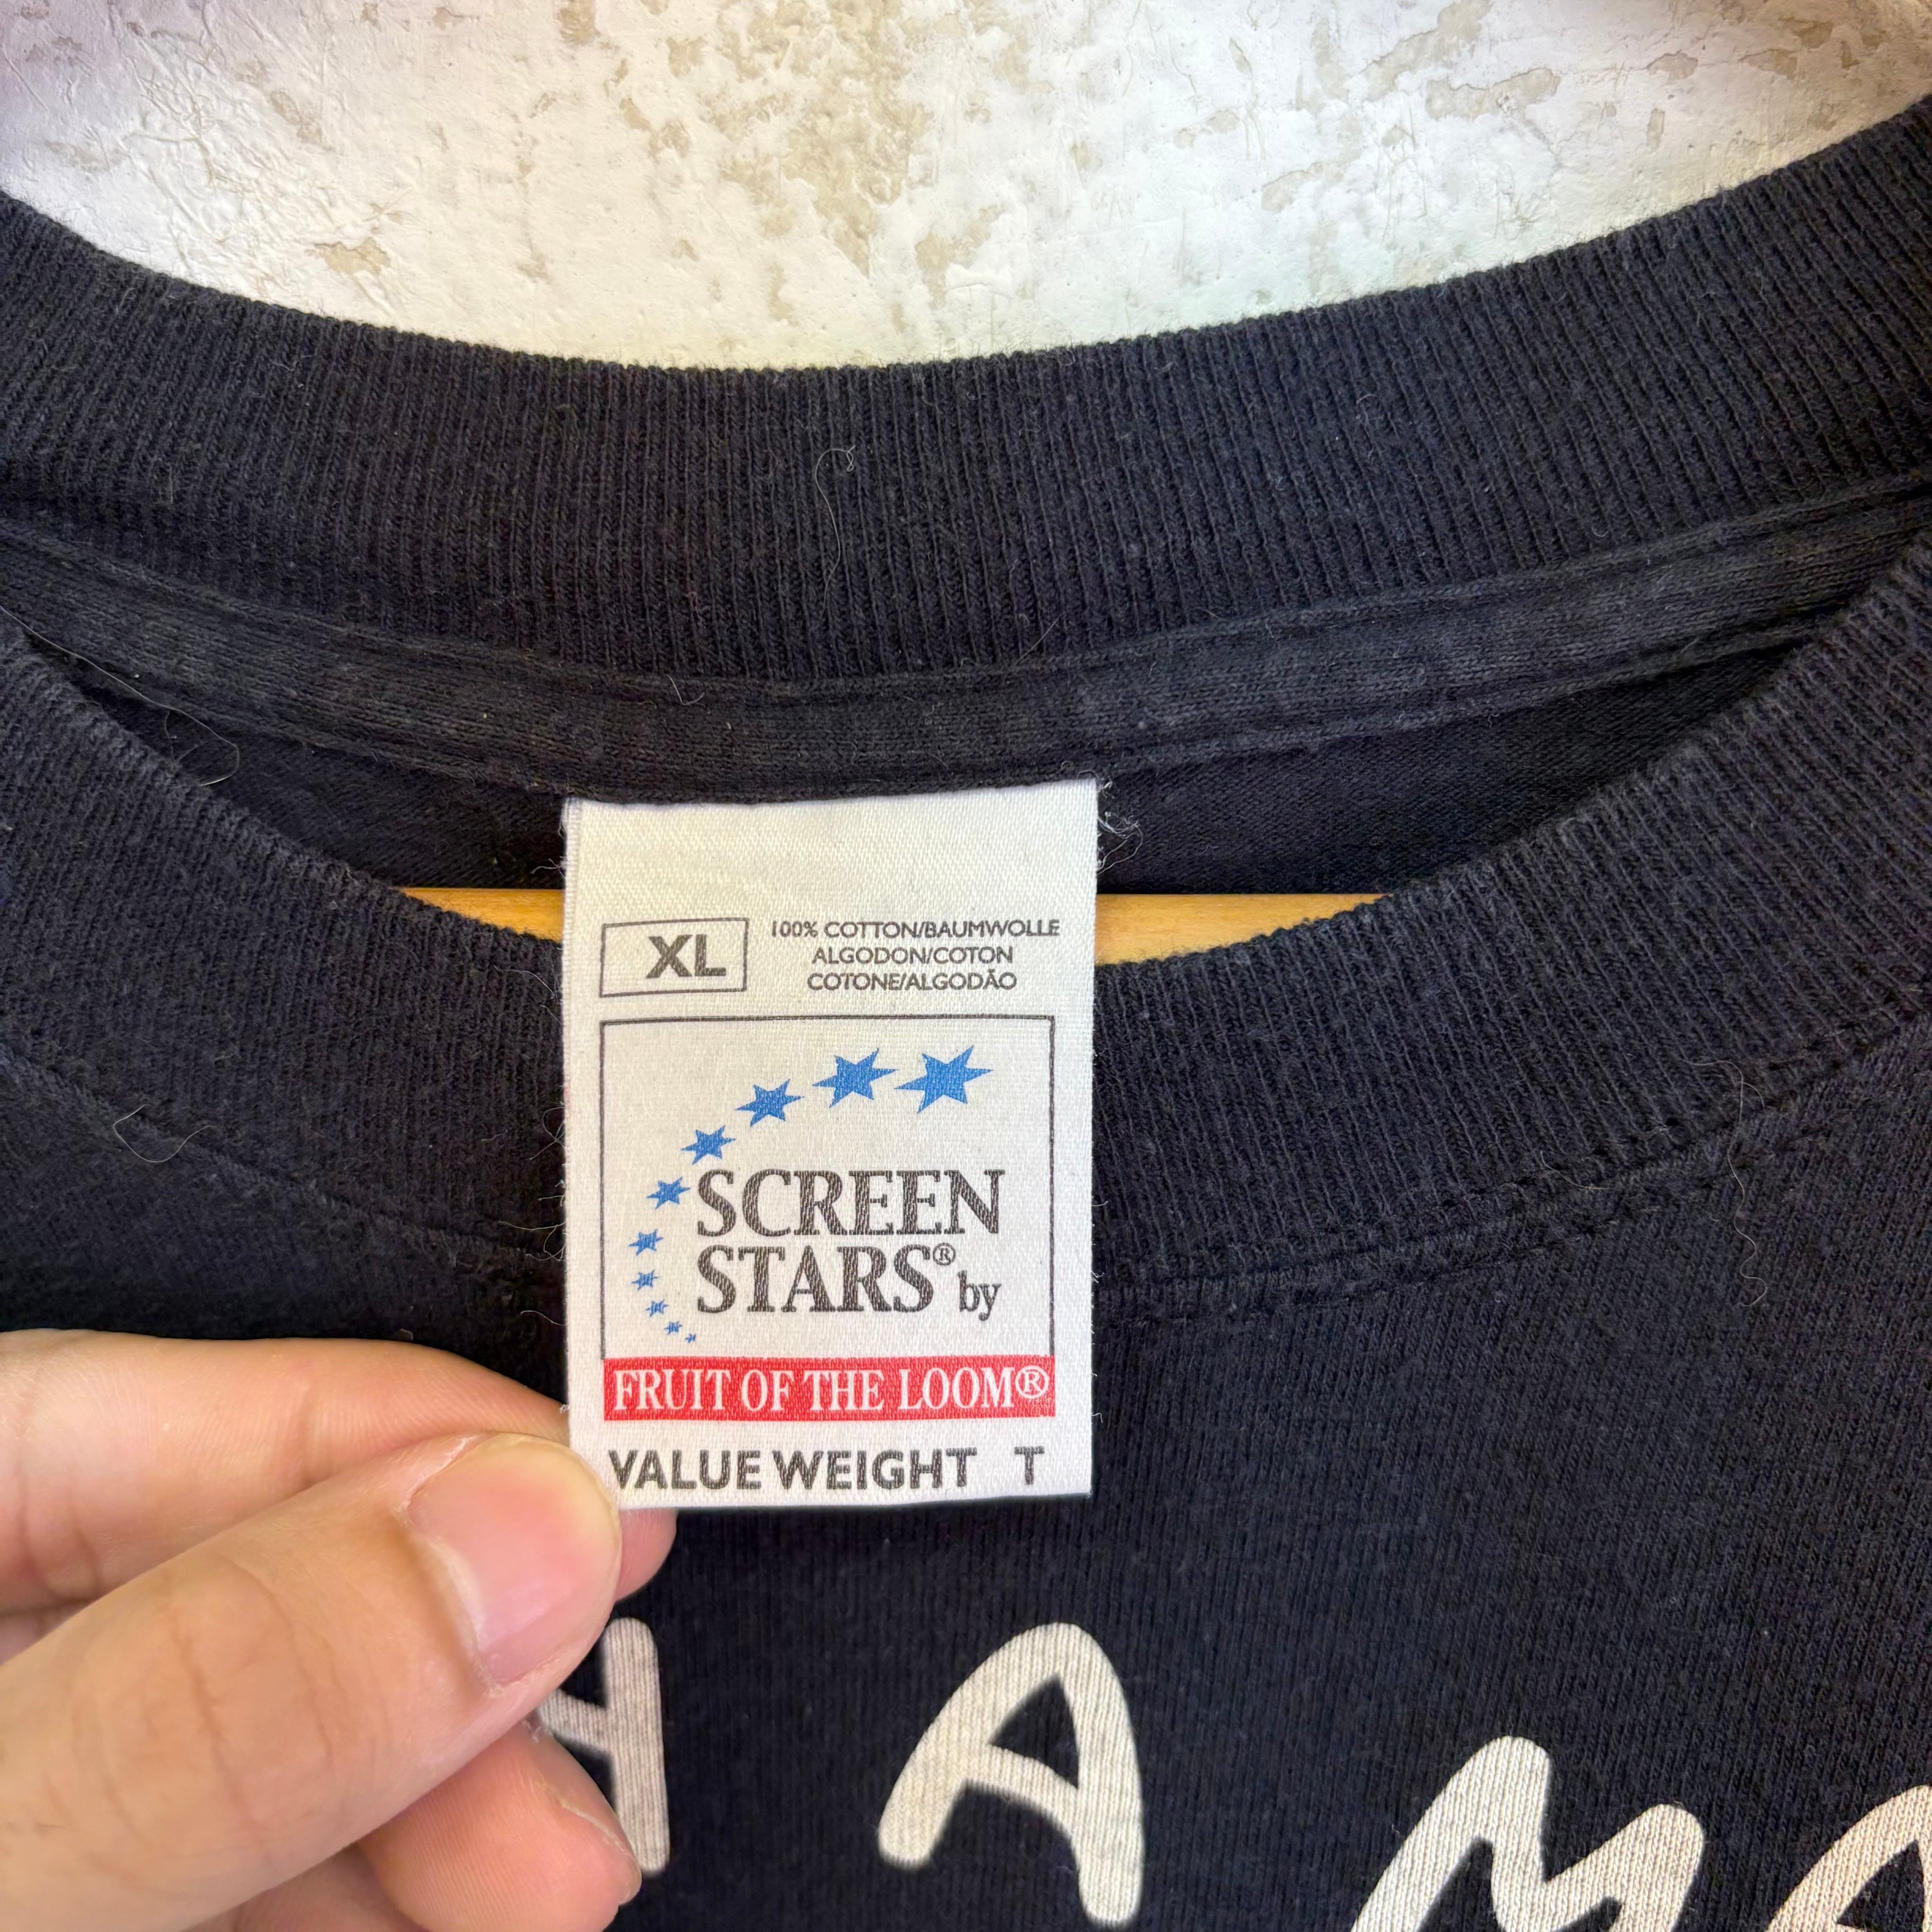 XL
100% COTTON/BAUMWOLLE
ALGODON/COTON
COTONE/ALGODÃO
SCREEN
STARS® by
FRUIT OF THE LOOM®
VALUE WEIGHT T
H A M